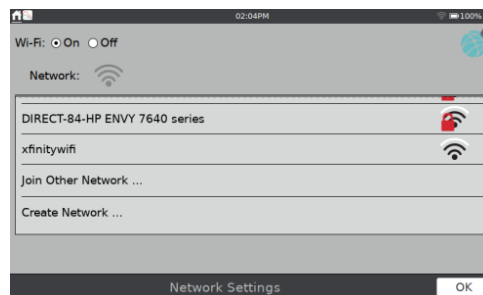 02:04PM 100%
Wi-Fi: On Off
Network:
DIRECT-84-HP ENVY 7640 series
xfinitywifi
Join Other Network ...
Create Network ...
Network Settings OK